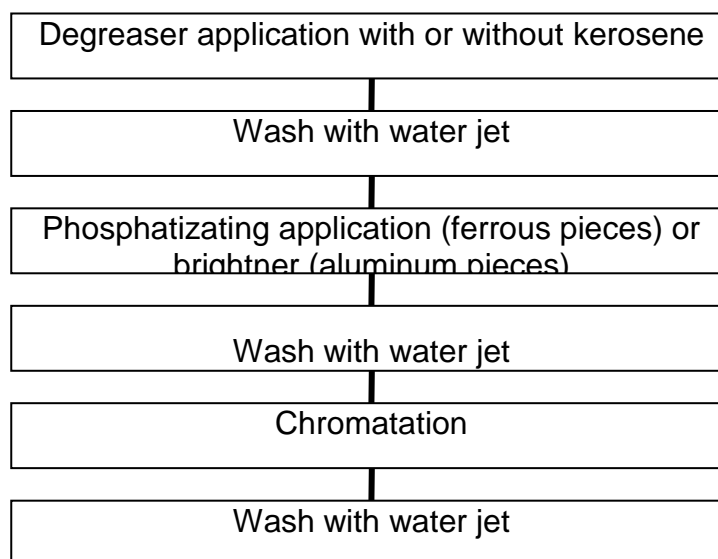 Degreaser application with or without kerosene
Wash with water jet
Phosphatizating application (ferrous pieces) or
brightner (aluminum pieces)
Wash with water jet
Chromatation
Wash with water jet